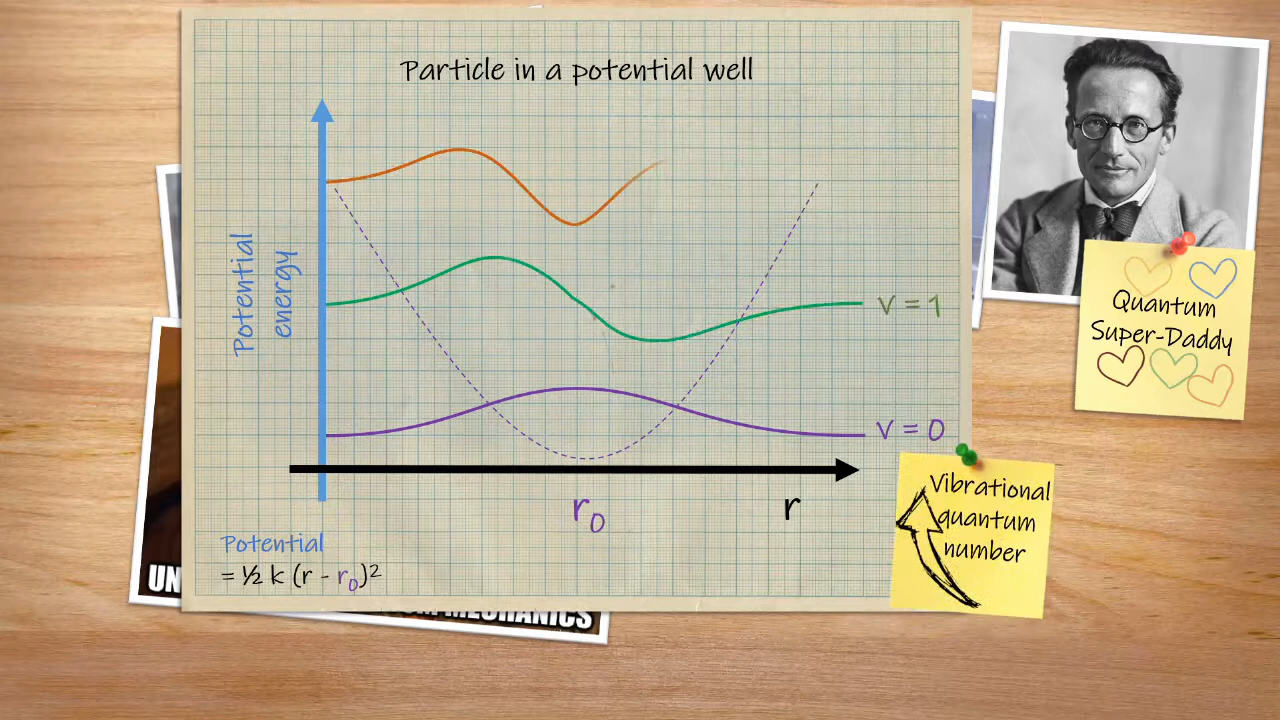 Particle in a potential well
Potential
energy
v = 1
v = 0
r₀
r
Potential
= ½ k (r - r₀)²
Quantum
Super-Daddy
Vibrational
quantum
number
UN
MECHANICS